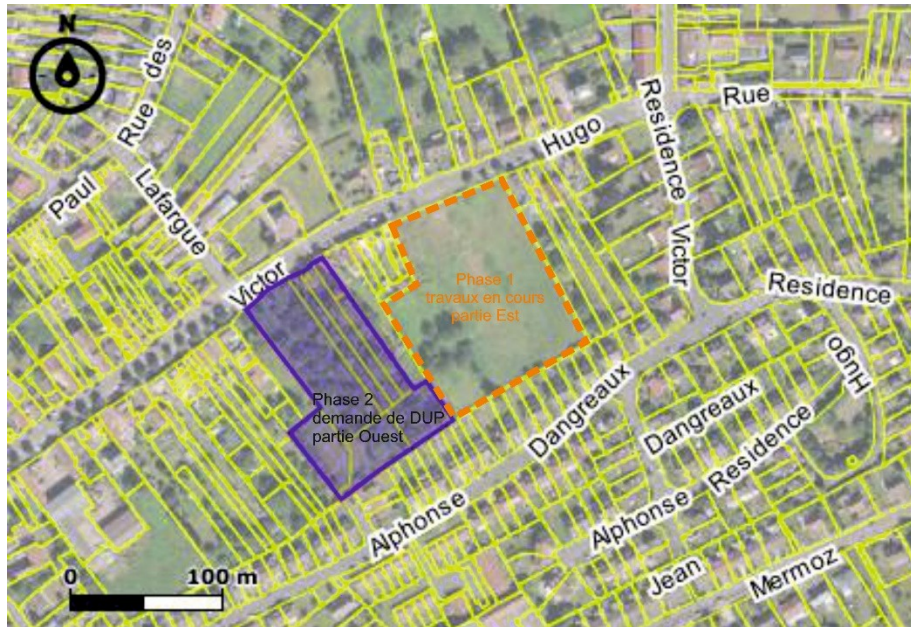 N
Rue des
Paul
Lafargue
Victor
Hugo
Rue
Residence Victor
Residence
Hugo
Phase 1
travaux en cours
partie Est
Phase 2
demande de DUP
partie Ouest
Alphonse
Dangreaux
Dangreaux
Alphonse
Residence
Jean
Mermoz
0
100 m